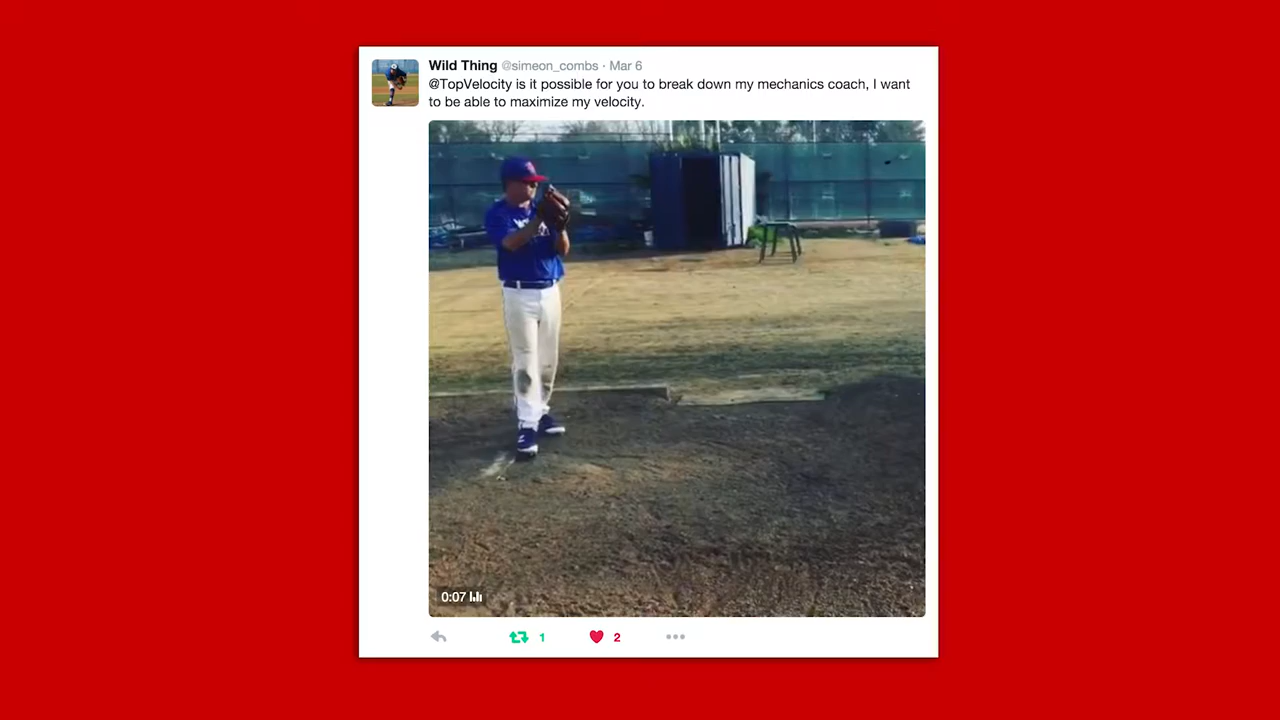 Wild Thing @simeon_combs · Mar 6
@TopVelocity is it possible for you to break down my mechanics coach, I want
to be able to maximize my velocity.
0:07
1 2